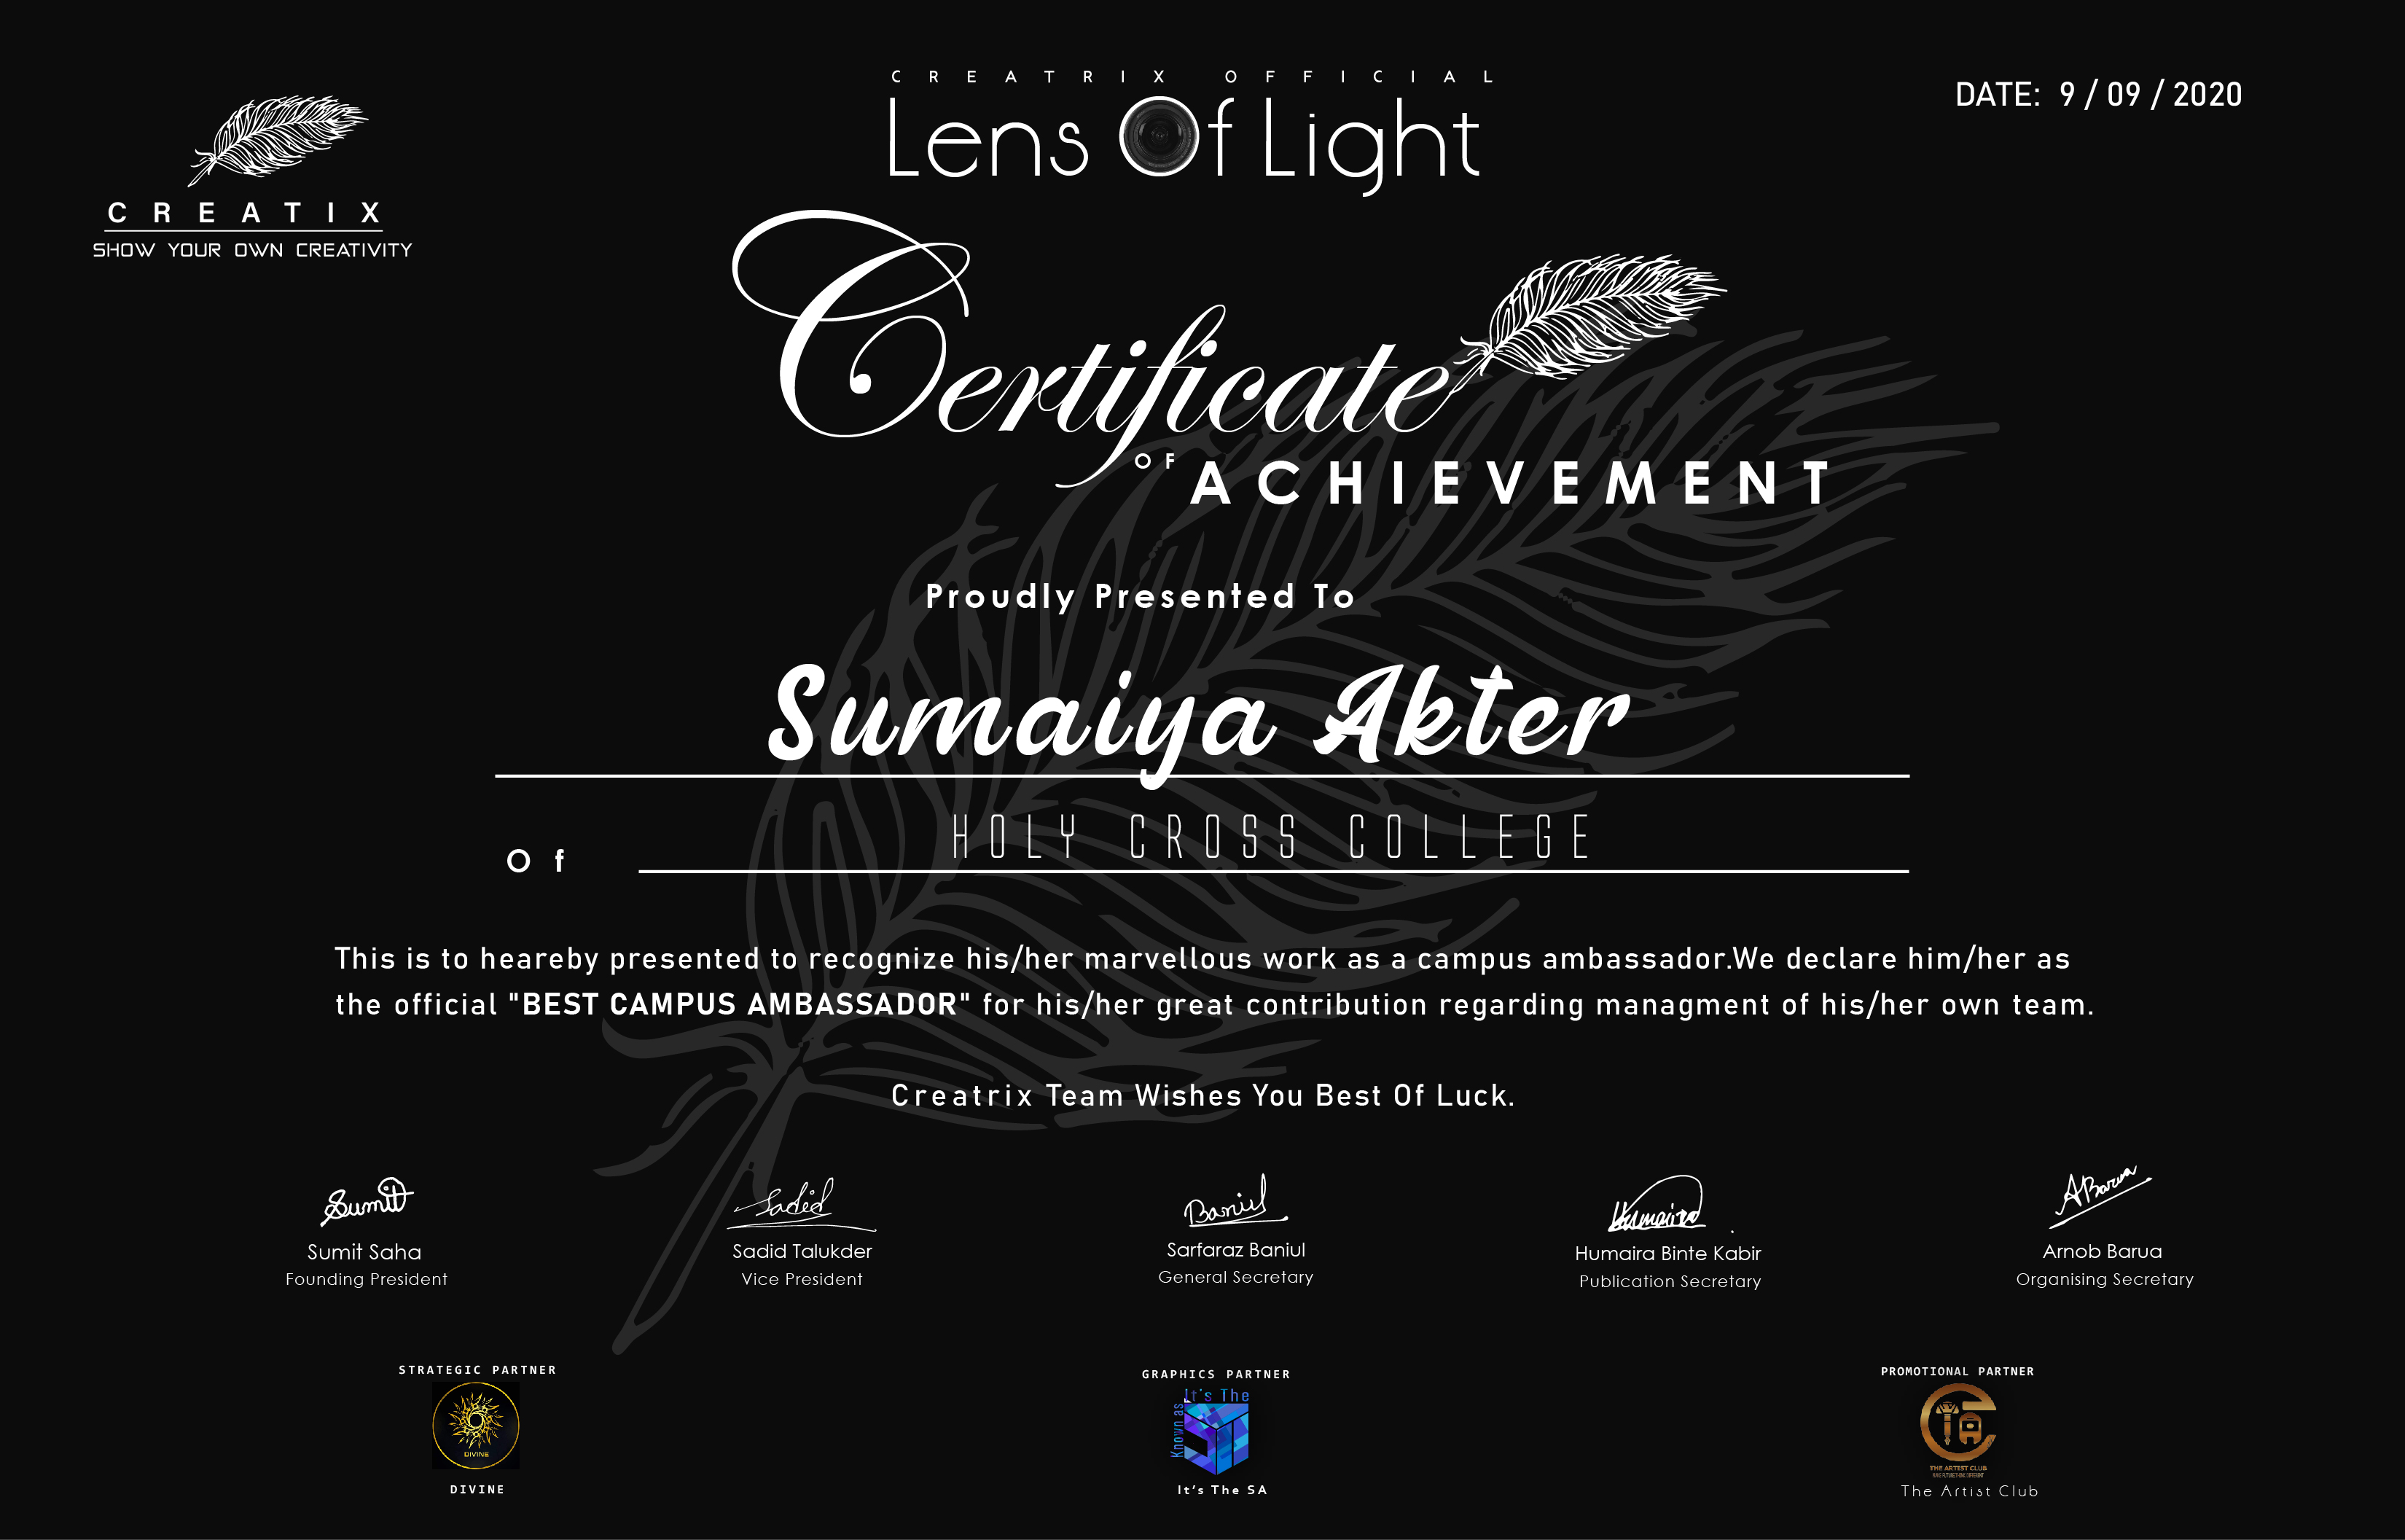 CREATRIX OFFICIAL
Lens Of Light
DATE: 9 / 09 / 2020
CREATIX
SHOW YOUR OWN CREATIVITY
Certificate
OF ACHIEVEMENT
Proudly Presented To
Sumaiya Akter
Of HOLY CROSS COLLEGE
This is to heareby presented to recognize his/her marvellous work as a campus ambassador.We declare him/her as
the official "BEST CAMPUS AMBASSADOR" for his/her great contribution regarding managment of his/her own team.
Creatrix Team Wishes You Best Of Luck.
Sumit
Sadid
Baniul
Humaira
ABarua
Sumit Saha
Sadid Talukder
Sarfaraz Baniul
Humaira Binte Kabir
Arnob Barua
Founding President
Vice President
General Secretary
Publication Secretary
Organising Secretary
STRATEGIC PARTNER
GRAPHICS PARTNER
PROMOTIONAL PARTNER
DIVINE
It's The
Known as
THE ARTEST CLUB
DIVINE
It's The SA
The Artist Club